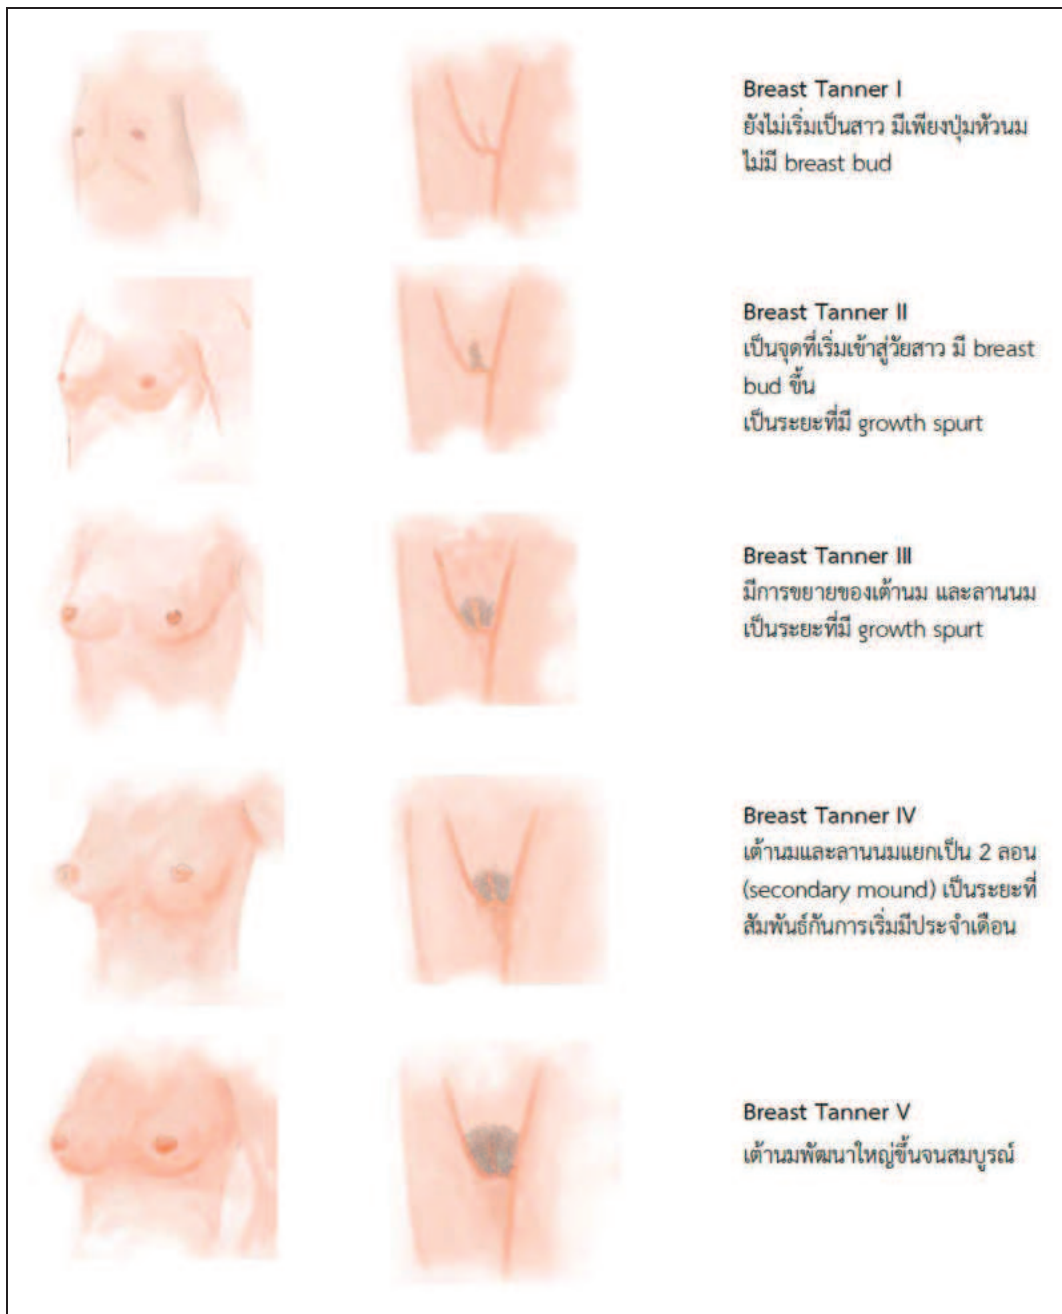 Breast Tanner I
ยังไม่เริ่มเป็นสาว มีเพียงปุ่มหัวนม
ไม่มี breast bud
Breast Tanner II
เป็นจุดที่เริ่มเข้าสู่วัยสาว มี breast
bud ขึ้น
เป็นระยะที่มี growth spurt
Breast Tanner III
มีการขยายของเต้านม และลานนม
เป็นระยะที่มี growth spurt
Breast Tanner IV
เต้านมและลานนมแยกเป็น 2 ลอน
(secondary mound) เป็นระยะที่
สัมพันธ์กันการเริ่มมีประจำเดือน
Breast Tanner V
เต้านมพัฒนาใหญ่ขึ้นจนสมบูรณ์